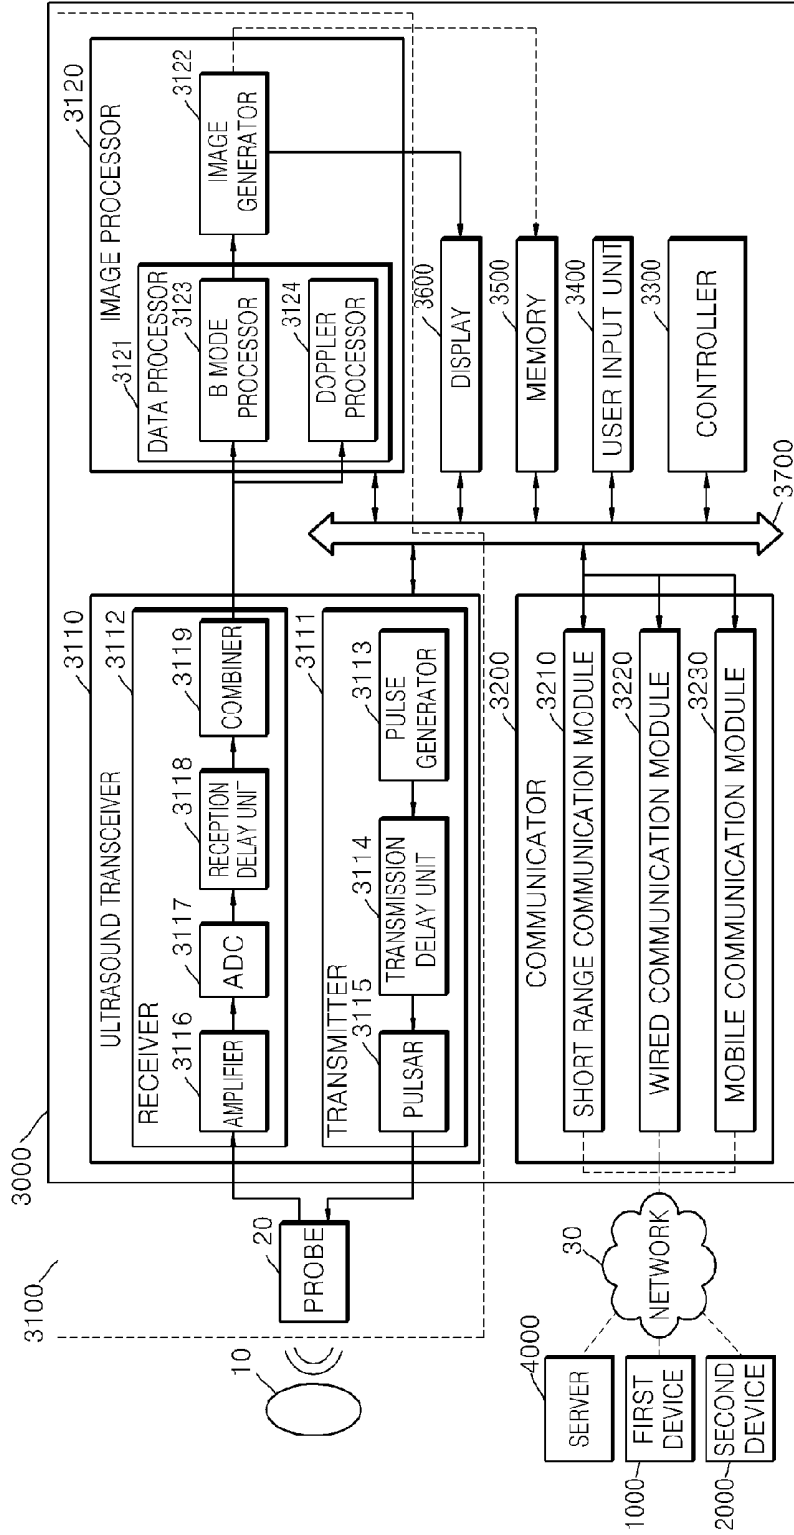 3000
3100
10
20
PROBE
3110
ULTRASOUND TRANSCEIVER
3112
RECEIVER
3116
AMPLIFIER
3117
ADC
3118
RECEPTION
DELAY UNIT
3119
COMBINER
3111
TRANSMITTER
3115
PULSAR
3114
TRANSMISSION
DELAY UNIT
3113
PULSE
GENERATOR
3120
IMAGE PROCESSOR
3121
DATA PROCESSOR
3123
B MODE
PROCESSOR
3124
DOPPLER
PROCESSOR
3122
IMAGE
GENERATOR
3600
DISPLAY
3500
MEMORY
3400
USER INPUT UNIT
3300
CONTROLLER
3700
3200
COMMUNICATOR
3210
SHORT RANGE COMMUNICATION MODULE
3220
WIRED COMMUNICATION MODULE
3230
MOBILE COMMUNICATION MODULE
30
NETWORK
4000
SERVER
1000
FIRST
DEVICE
2000
SECOND
DEVICE